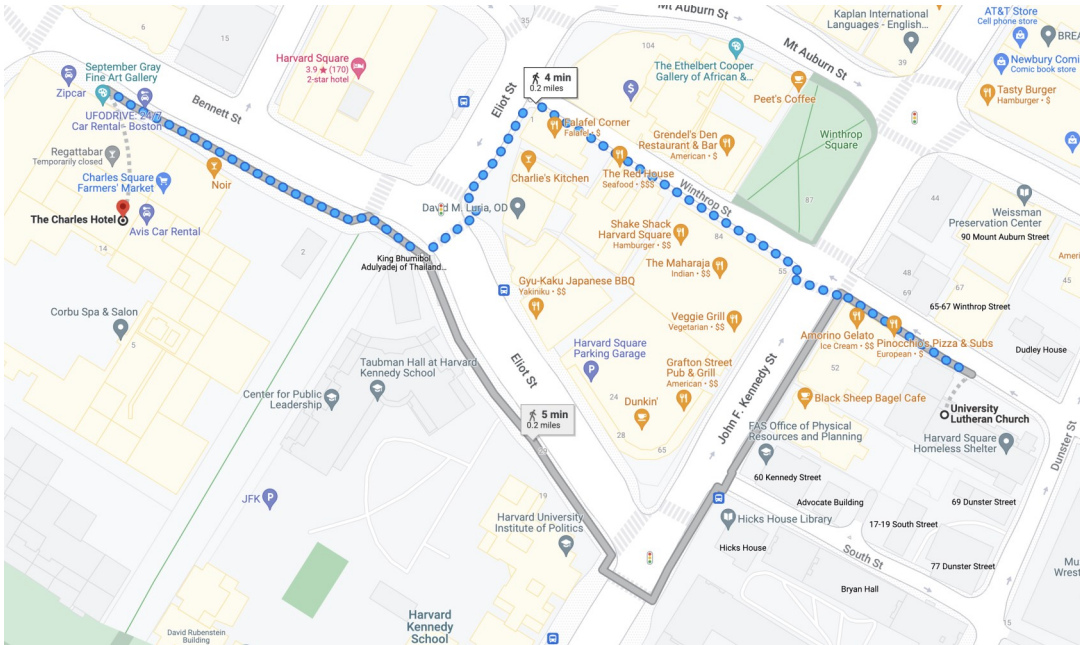 Mt Auburn St
Kaplan International
Languages - English...
AT&T Store
Cell phone store
BREA
6
15
39
104
Harvard Square
3.9 ★ (170)
2-star hotel
September Gray
Fine Art Gallery
Zipcar
Bennett St
Eliot St
4 min
0.2 miles
The Ethelbert Cooper
Gallery of African &...
Mt Auburn St
Newbury Comi
Comic book store
Tasty Burger
Hamburger • $
Peet's Coffee
UFODRIVE: 24/7
Car Rental - Boston
Regattabar
Temporarily closed
Charles Square
Farmers' Market
Noir
1
Falafel Corner
Falafel • $
Grendel's Den
Restaurant & Bar
American • $
Winthrop
Square
Charlie's Kitchen
The Red House
Seafood • $$$
Winthrop St
87
44
Weissman
Preservation Center
90 Mount Auburn Street
The Charles Hotel
Avis Car Rental
14
2
David M. Luria, OD
Shake Shack
Harvard Square
Hamburger • $$
84
King Bhumibol
Adulyadej of Thailand...
The Maharaja
Indian • $$
55
48
67
69
Ameri
Gyu-Kaku Japanese BBQ
Yakiniku • $$
65-67 Winthrop Street
Corbu Spa & Salon
5
Veggie Grill
Vegetarian • $$
Amorino Gelato
Ice Cream • $$
Pinocchio's Pizza & Subs
European • $
Dudley House
Harvard Square
Parking Garage
Eliot St
Taubman Hall at Harvard
Kennedy School
Center for Public
Leadership
Grafton Street
Pub & Grill
American • $$
John F. Kennedy St
52
Black Sheep Bagel Cafe
Dunkin'
24
28
65
5 min
0.2 miles
University
Lutheran Church
FAS Office of Physical
Resources and Planning
Harvard Square
Homeless Shelter
Dunster St
60 Kennedy Street
JFK
19
Advocate Building
69 Dunster Street
Harvard University
Institute of Politics
Hicks House Library
17-19 South Street
South St
Hicks House
77 Dunster Street
Bryan Hall
Mu
Wrest
15
Harvard
Kennedy
School
David Rubenstein
Building